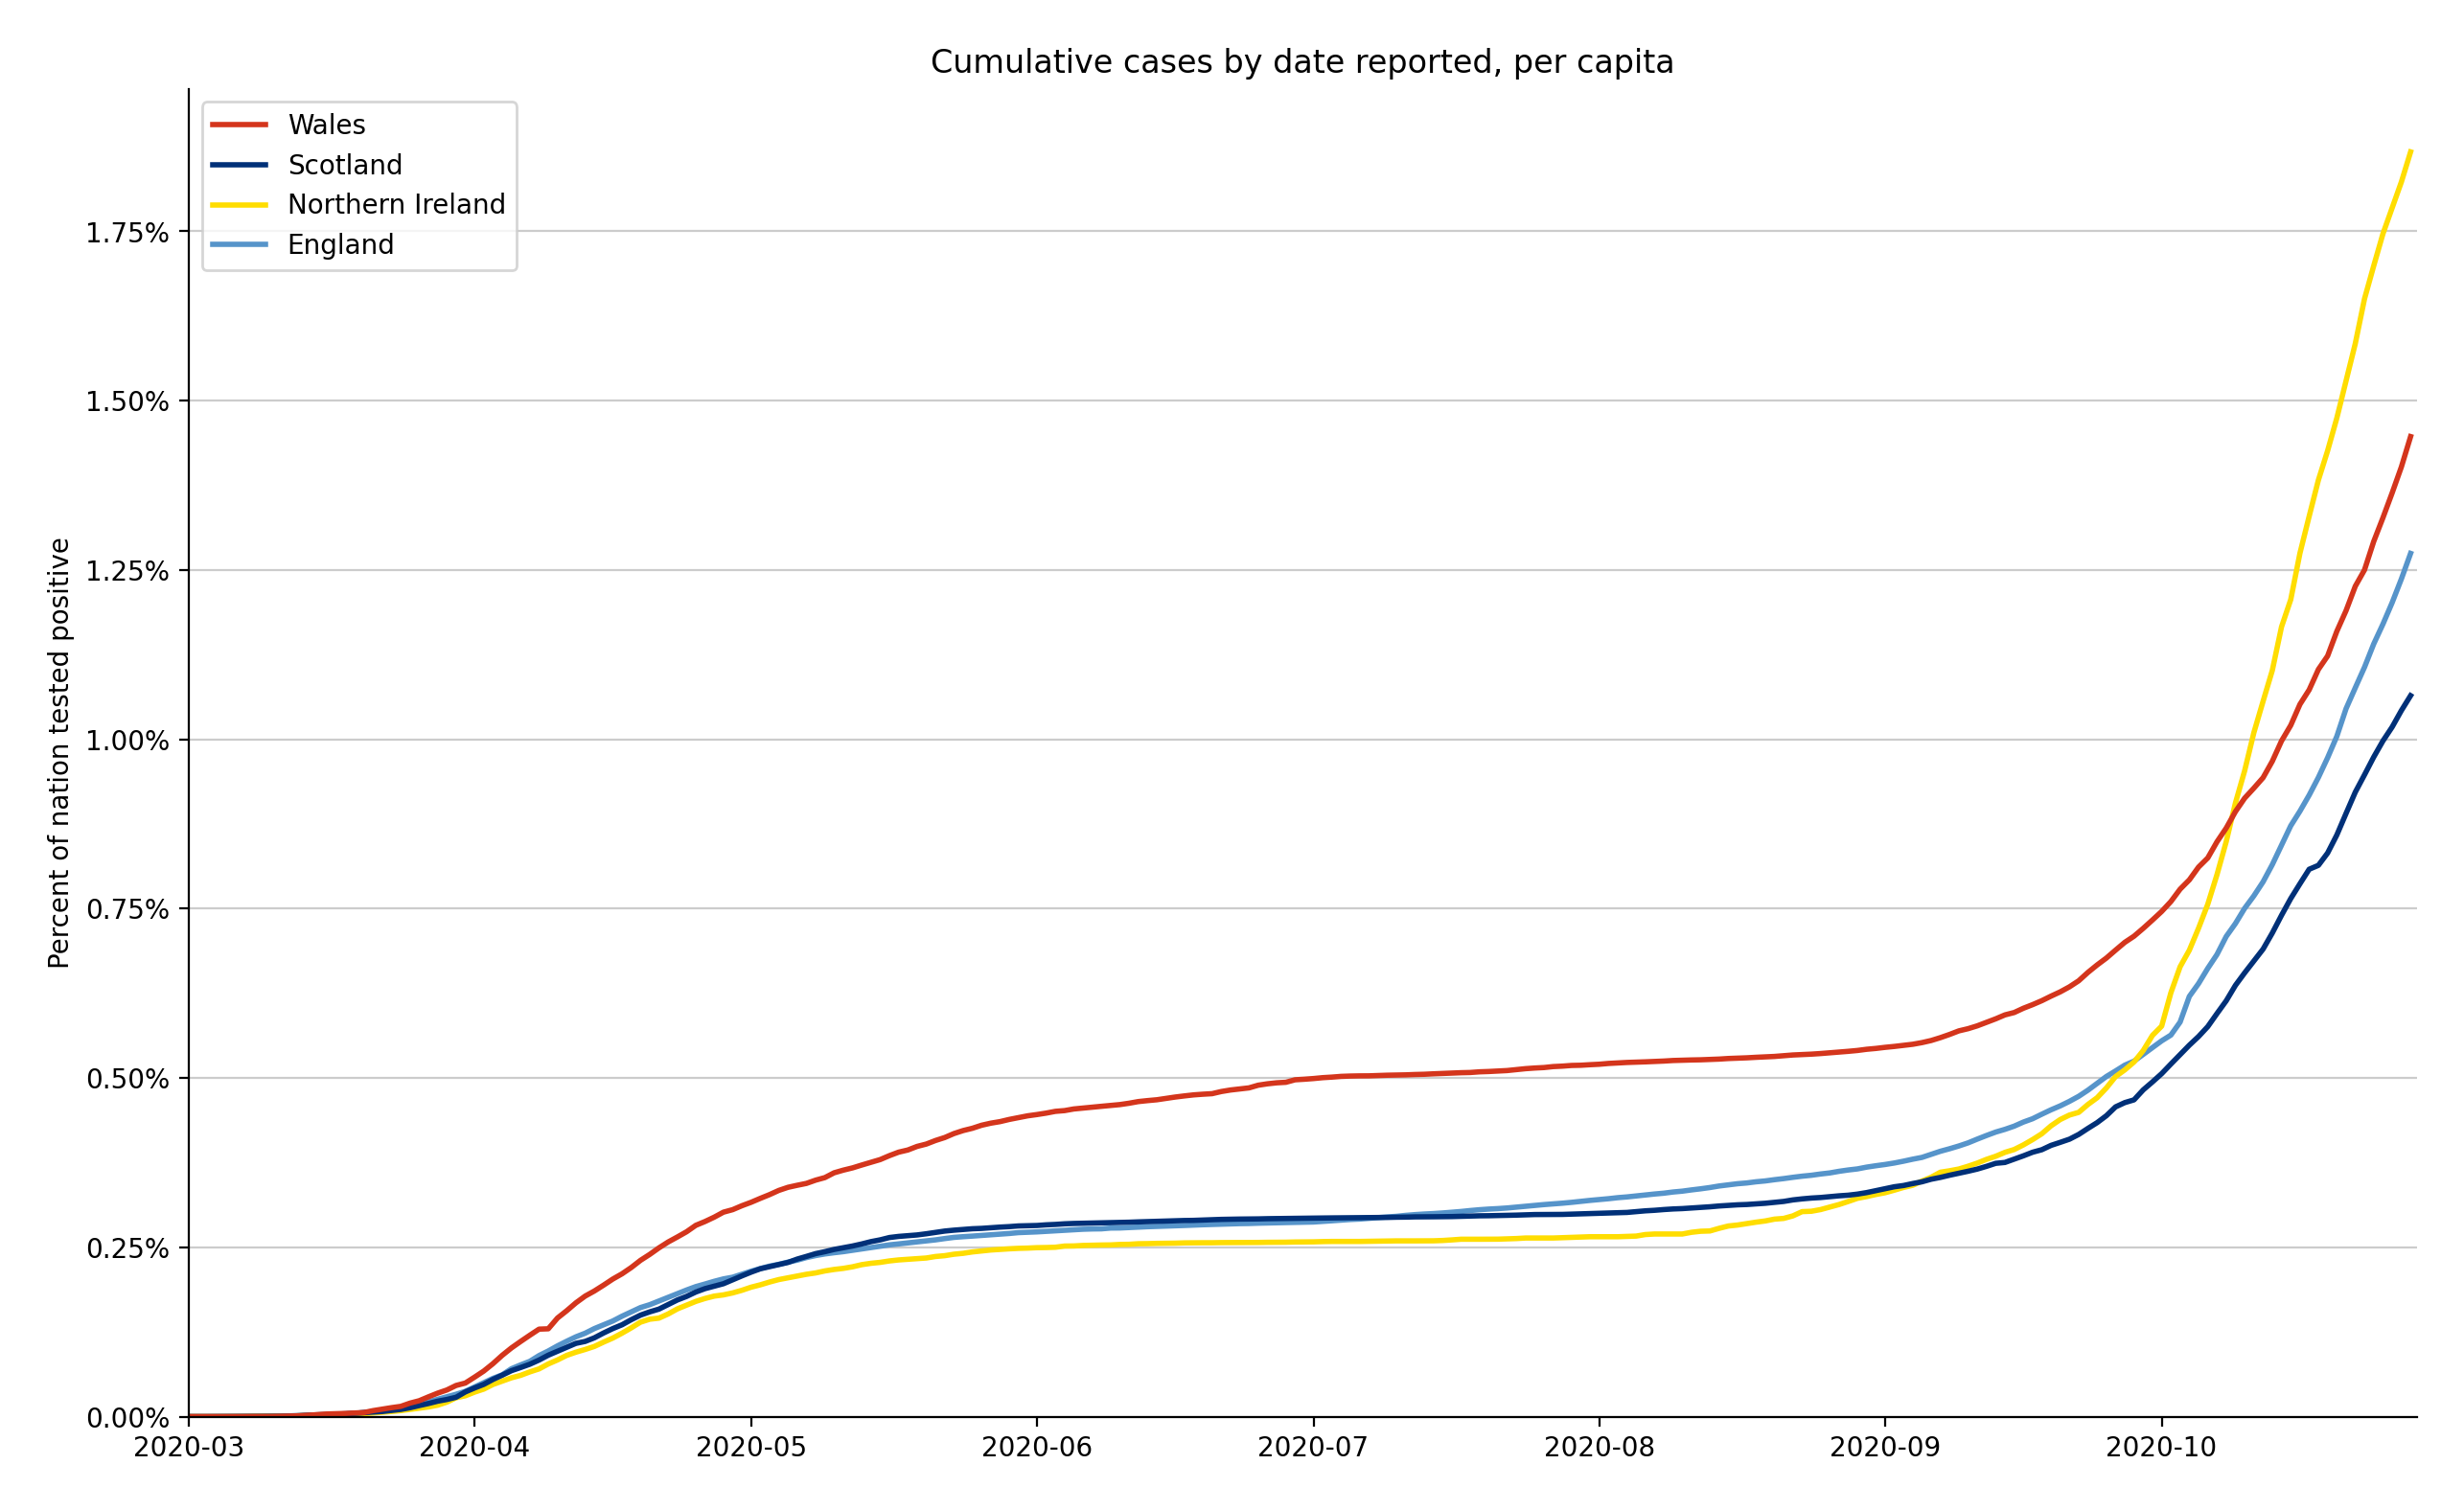 Cumulative cases by date reported, per capita
Wales
Scotland
Northern Ireland
England
Percent of nation tested positive
1.75%
1.50%
1.25%
1.00%
0.75%
0.50%
0.25%
0.00%
2020-03 2020-04 2020-05 2020-06 2020-07 2020-08 2020-09 2020-10